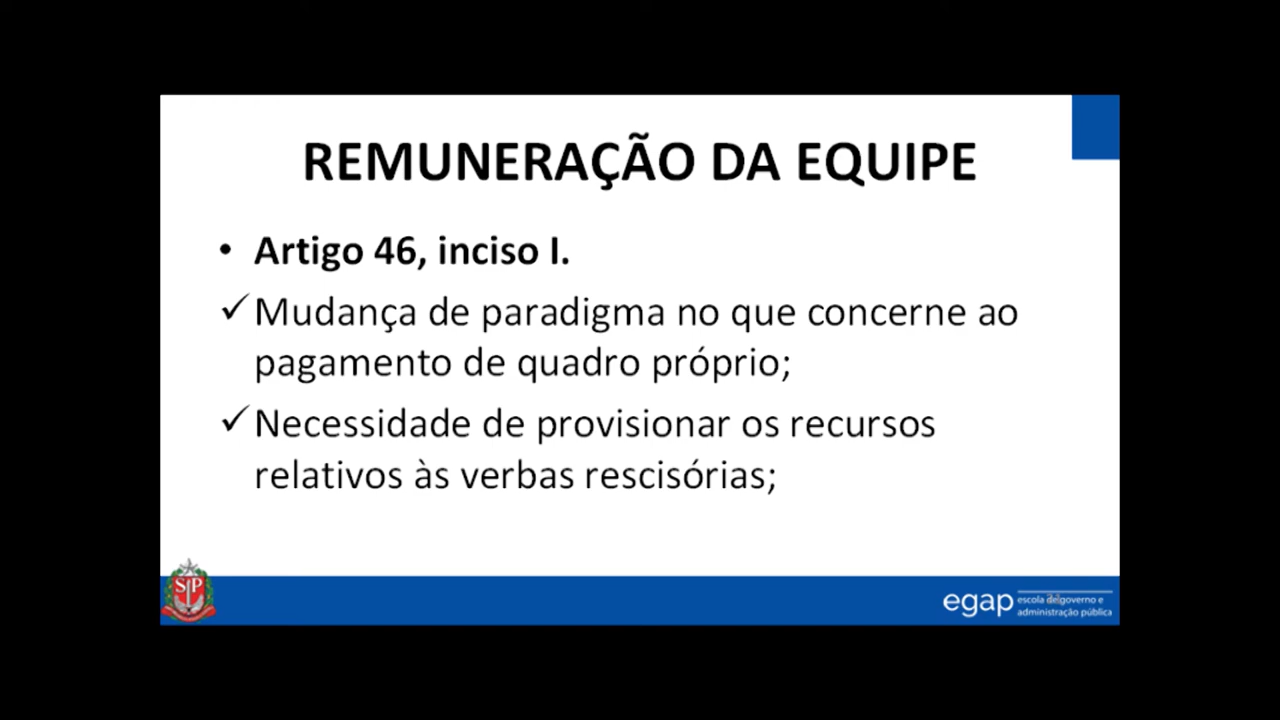 REMUNERAÇÃO DA EQUIPE
• Artigo 46, inciso I.
✓ Mudança de paradigma no que concerne ao
pagamento de quadro próprio;
✓ Necessidade de provisionar os recursos
relativos às verbas rescisórias;
SP
egap
escola de governo e
administração pública